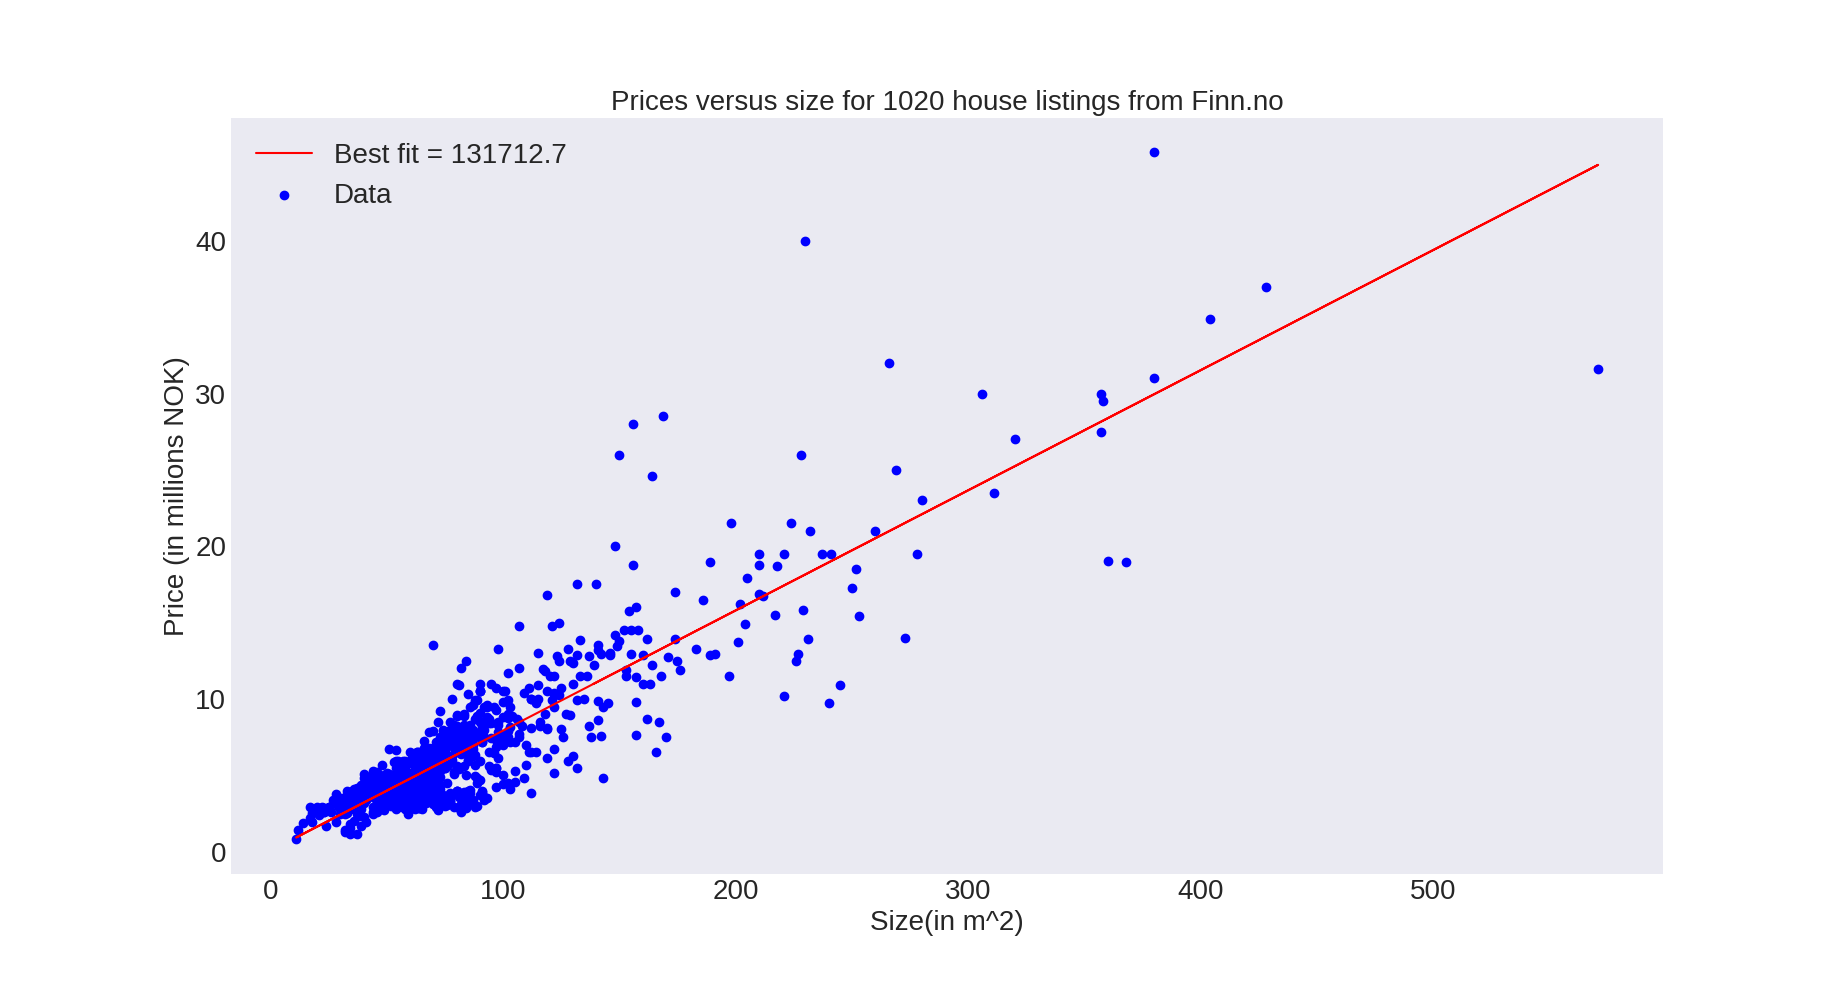 Prices versus size for 1020 house listings from Finn.no
Best fit = 131712.7
Data
Price (in millions NOK)
40
30
20
10
0
0 100 200 300 400 500
Size(in m^2)